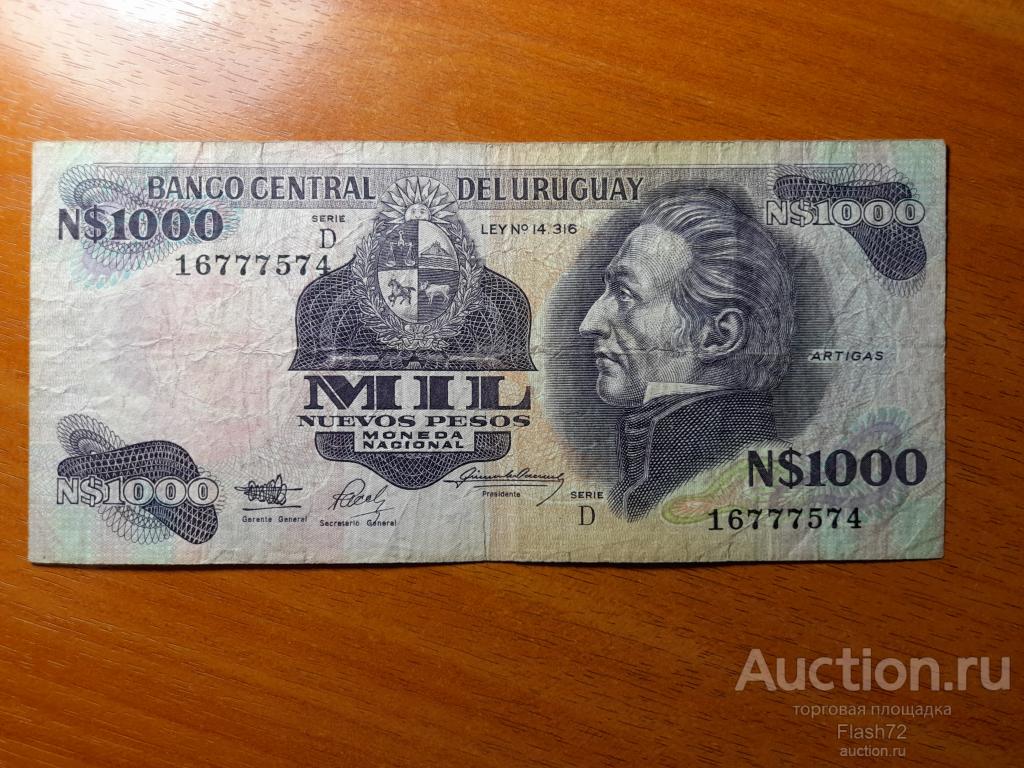 BANCO CENTRAL DEL URUGUAY
N$1000
N$1000
SERIE
D
LEY Nº 14.316
16777574
ARTIGAS
MIL
NUEVOS PESOS
MONEDA
NACIONAL
N$1000
N$1000
Gerente General
Secretario General
Presidente
SERIE
D
16777574
Auction.ru
торговая площадка
Flash72
auction.ru